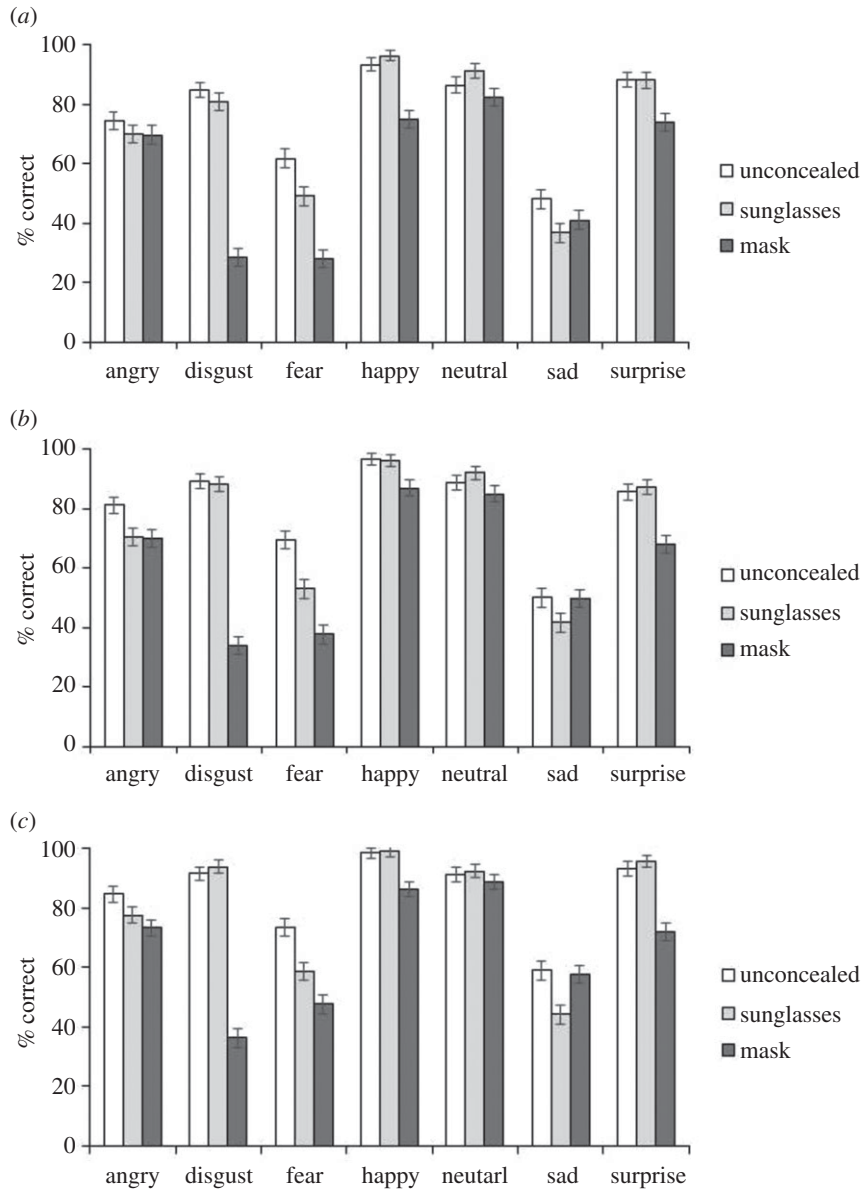 (a)
100
80
60
40
20
0
% correct
angry disgust fear happy neutral sad surprise
unconcealed
sunglasses
mask
(b)
100
80
60
40
20
0
% correct
angry disgust fear happy neutral sad surprise
unconcealed
sunglasses
mask
(c)
100
80
60
40
20
0
% correct
angry disgust fear happy neutarl sad surprise
unconcealed
sunglasses
mask